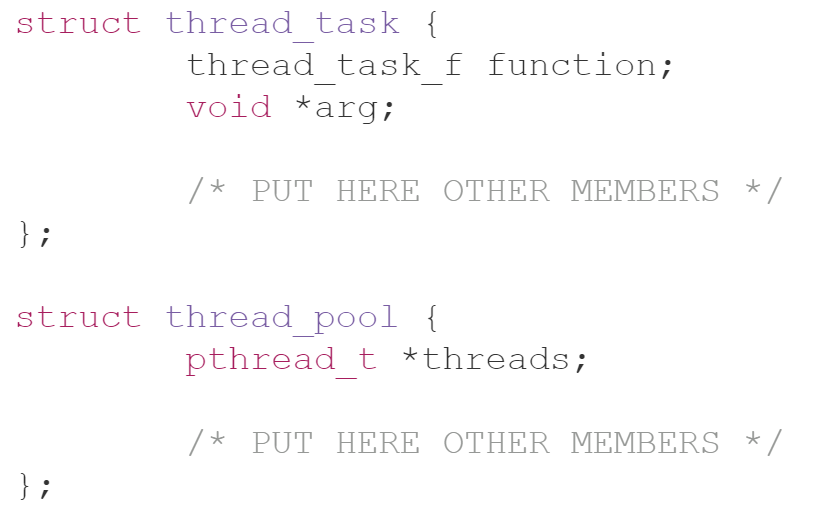 struct thread_task {
        thread_task_f function;
        void *arg;

        /* PUT HERE OTHER MEMBERS */
};

struct thread_pool {
        pthread_t *threads;

        /* PUT HERE OTHER MEMBERS */
};